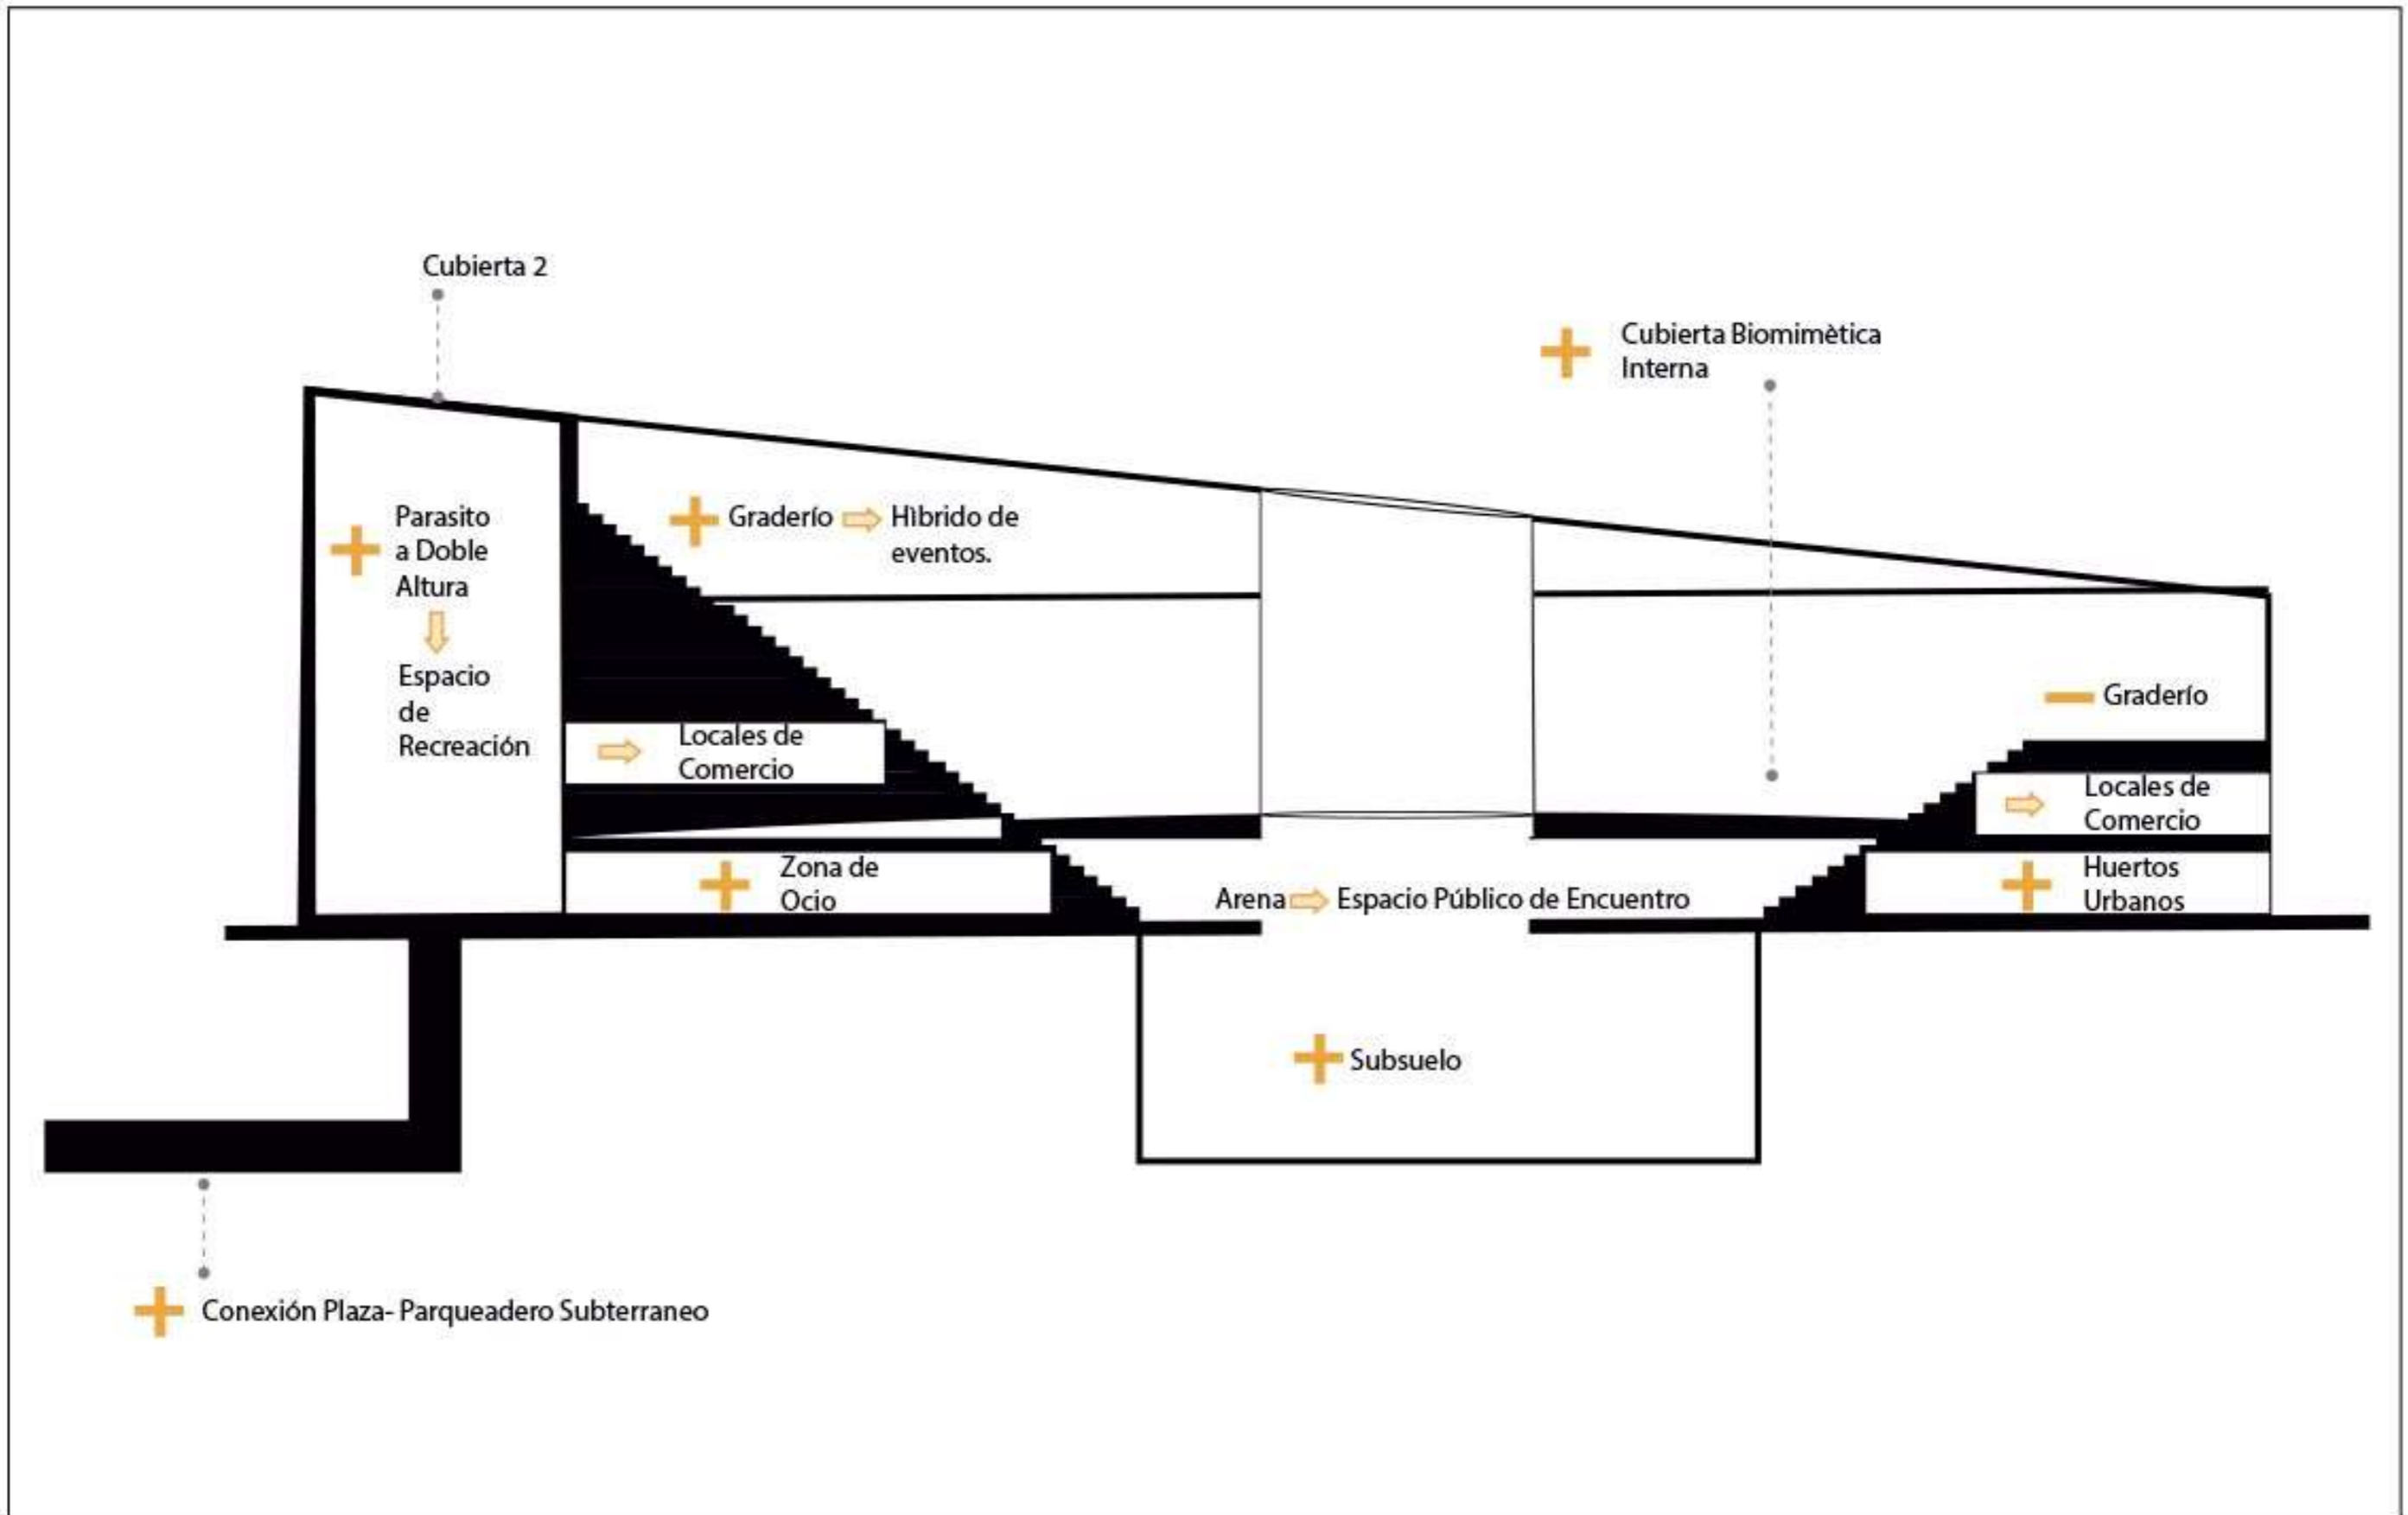 Cubierta 2
Cubierta Biomimètica
Interna
Parasito
a Doble
Altura
Espacio
de
Recreación
Graderío
Hìbrido de
eventos.
Graderío
Locales de
Comercio
Locales de
Comercio
Zona de
Ocio
Huertos
Urbanos
Arena
Espacio Público de Encuentro
Subsuelo
Conexión Plaza- Parqueadero Subterraneo